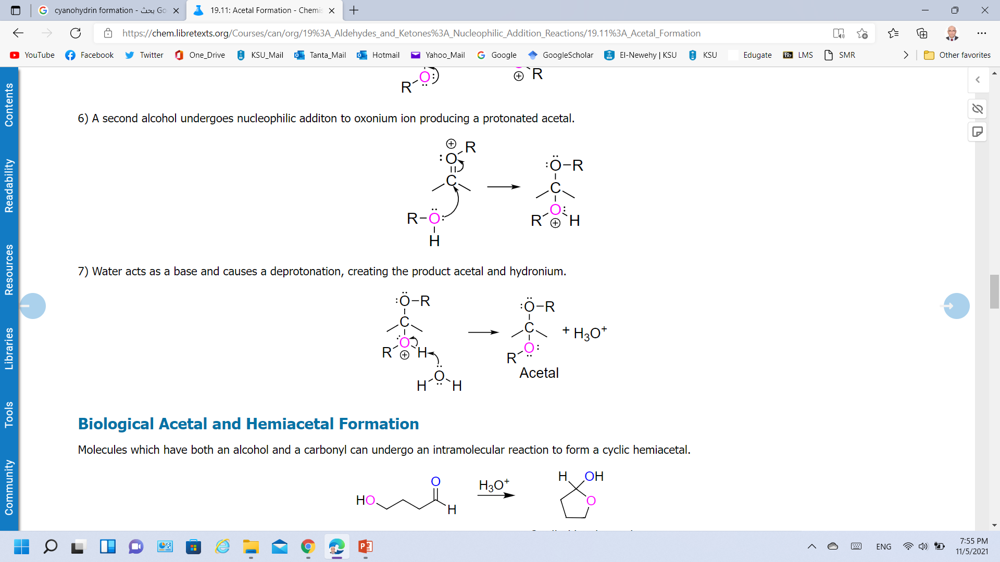 cyanohydrin formation - بحث Go
19.11: Acetal Formation - Chemis
https://chem.libretexts.org/Courses/can/org/19%3A_Aldehydes_and_Ketones%3A_Nucleophilic_Addition_Reactions/19.11%3A_Acetal_Formation
YouTube Facebook Twitter One_Drive KSU_Mail Tanta_Mail Hotmail Yahoo_Mail Google GoogleScholar El-Newehy | KSU KSU Edugate Bb LMS SMR Other favorites
Contents
Readability
Resources
Libraries
Tools
Community
R O: R
6) A second alcohol undergoes nucleophilic additon to oxonium ion producing a protonated acetal.
R
:O
C
R-O:
H
:O-R
C
O:
R H
7) Water acts as a base and causes a deprotonation, creating the product acetal and hydronium.
:O-R
C
O
R H
O
H H
:O-R
C + H3O+
O:
R
Acetal
Biological Acetal and Hemiacetal Formation
Molecules which have both an alcohol and a carbonyl can undergo an intramolecular reaction to form a cyclic hemiacetal.
O
HO H
H3O+
H OH
O
ENG
7:55 PM
11/5/2021